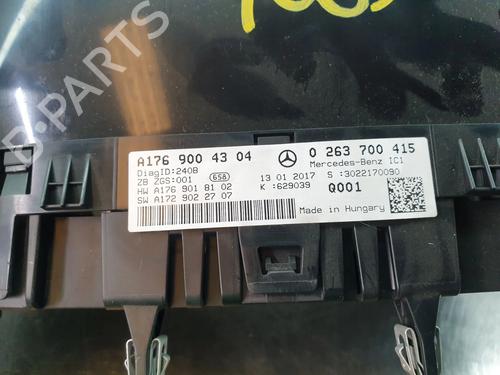 A176 900 43 04 0 263 700 415
DiagID:240B Mercedes-Benz IC1
ZB ZGS:001 658 13 01 2017 S :3022170090
HW A176 901 81 02 K :629039 Q001
SW A172 902 27 07
Made in Hungary
B-PARTS